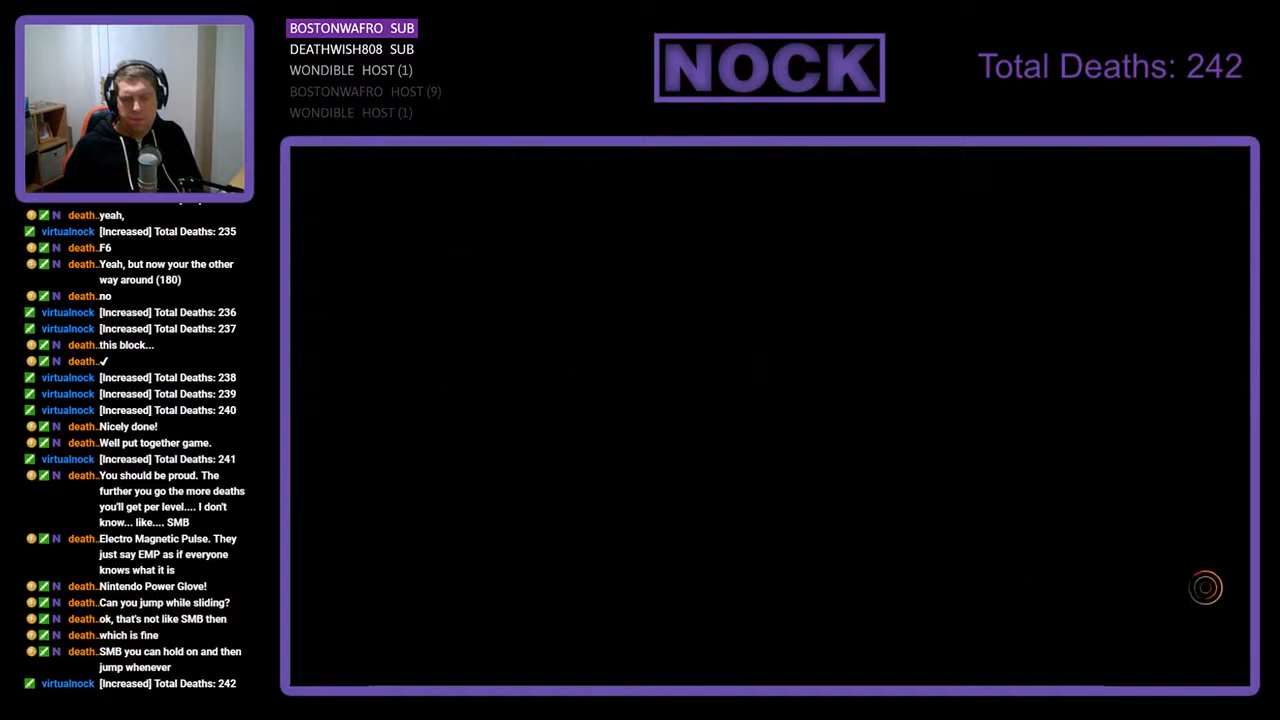 BOSTONWAFRO SUB
DEATHWISH808 SUB
WONDIBLE HOST (1)
BOSTONWAFRO HOST (9)
WONDIBLE HOST (1)
NOCK
Total Deaths: 242
death.. yeah,
virtualnock [Increased] Total Deaths: 235
death.. F6
death.. Yeah, but now your the other
way around (180)
death.. no
virtualnock [Increased] Total Deaths: 236
virtualnock [Increased] Total Deaths: 237
death.. this block...
death.. ✓
virtualnock [Increased] Total Deaths: 238
virtualnock [Increased] Total Deaths: 239
virtualnock [Increased] Total Deaths: 240
death.. Nicely done!
death.. Well put together game.
virtualnock [Increased] Total Deaths: 241
death.. You should be proud. The
further you go the more deaths
you'll get per level.... I don't
know... like.... SMB
death.. Electro Magnetic Pulse. They
just say EMP as if everyone
knows what it is
death.. Nintendo Power Glove!
death.. Can you jump while sliding?
death.. ok, that's not like SMB then
death.. which is fine
death.. SMB you can hold on and then
jump whenever
virtualnock [Increased] Total Deaths: 242